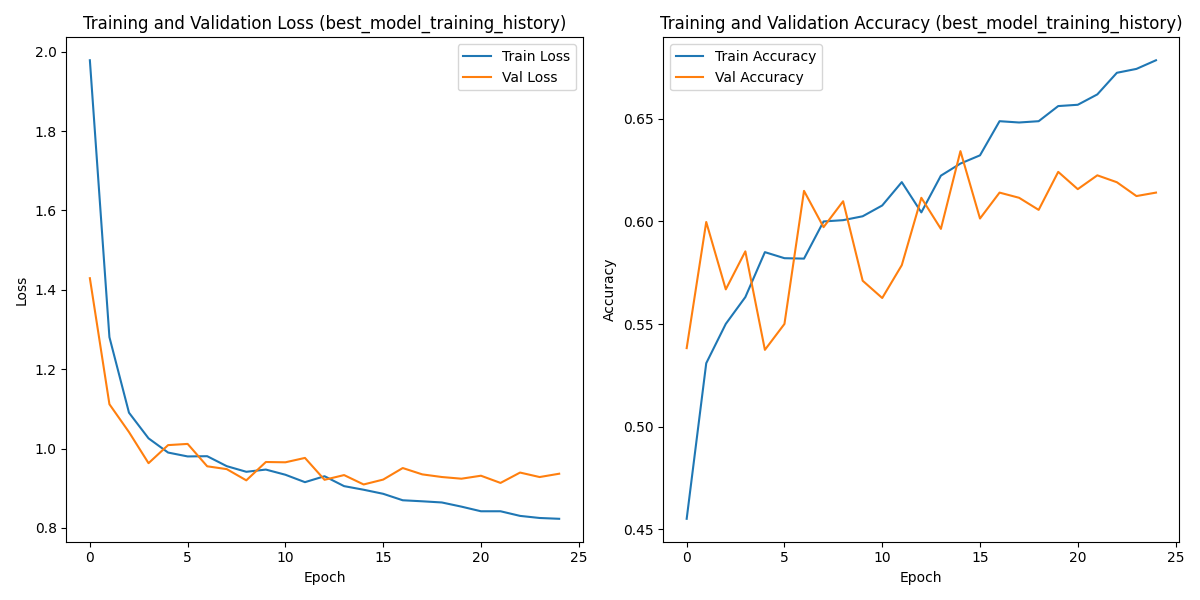 Training and Validation Loss (best_model_training_history)
Train Loss
Val Loss
2.0
1.8
1.6
1.4
1.2
1.0
0.8
Loss
0 5 10 15 20 25
Epoch
Training and Validation Accuracy (best_model_training_history)
Train Accuracy
Val Accuracy
0.65
0.60
0.55
0.50
0.45
Accuracy
0 5 10 15 20 25
Epoch